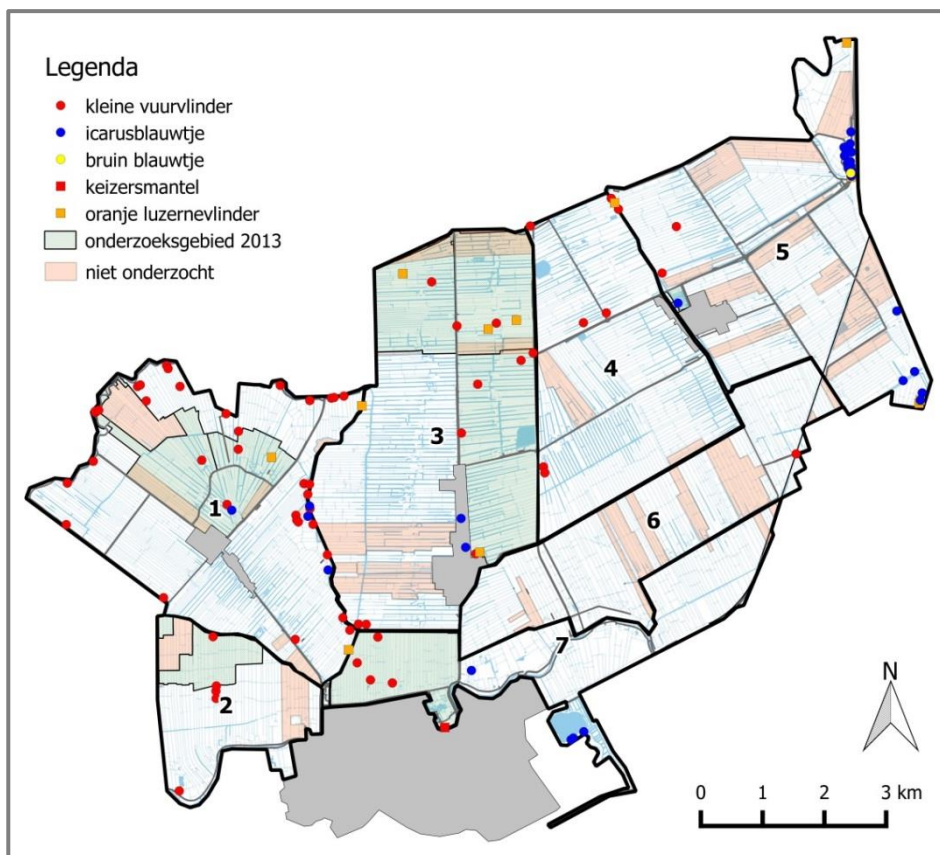 Legenda
kleine vuurvlinder
icarusblauwtje
bruin blauwtje
keizersmantel
oranje luzernevlinder
onderzoeksgebied 2013
niet onderzocht
5
4
3
1
6
7
2
N
0 1 2 3 km